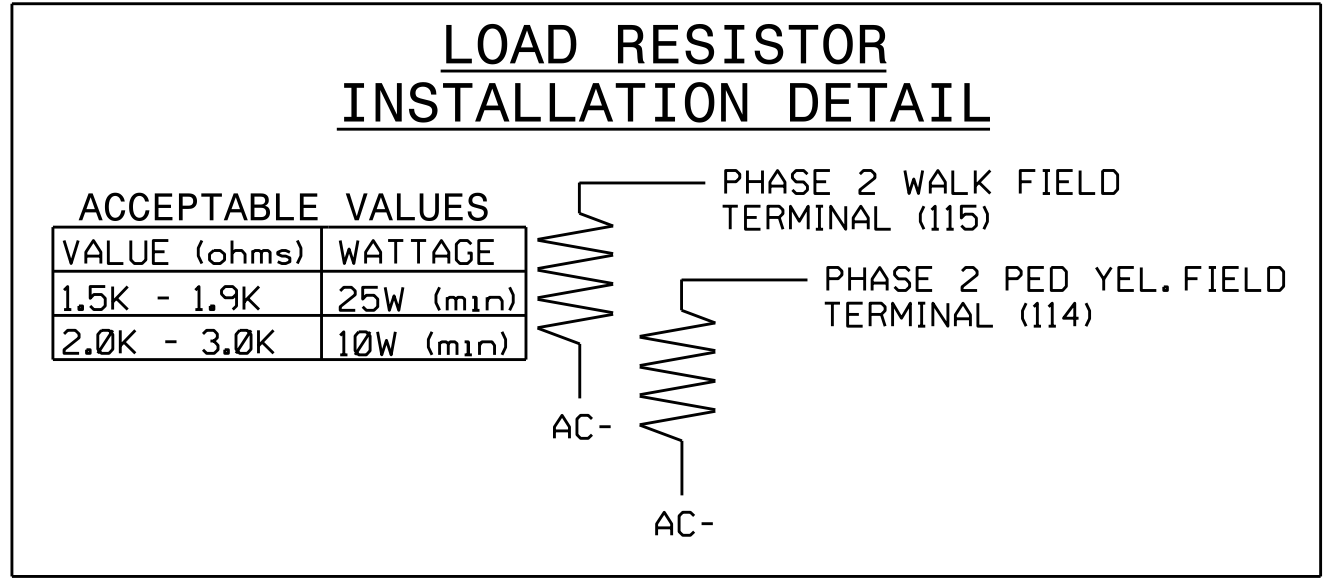 LOAD RESISTOR
INSTALLATION DETAIL
ACCEPTABLE VALUES
VALUE (ohms) WATTAGE
1.5K - 1.9K 25W (min)
2.0K - 3.0K 10W (min)
PHASE 2 WALK FIELD
TERMINAL (115)
PHASE 2 PED YEL. FIELD
TERMINAL (114)
AC-
AC-